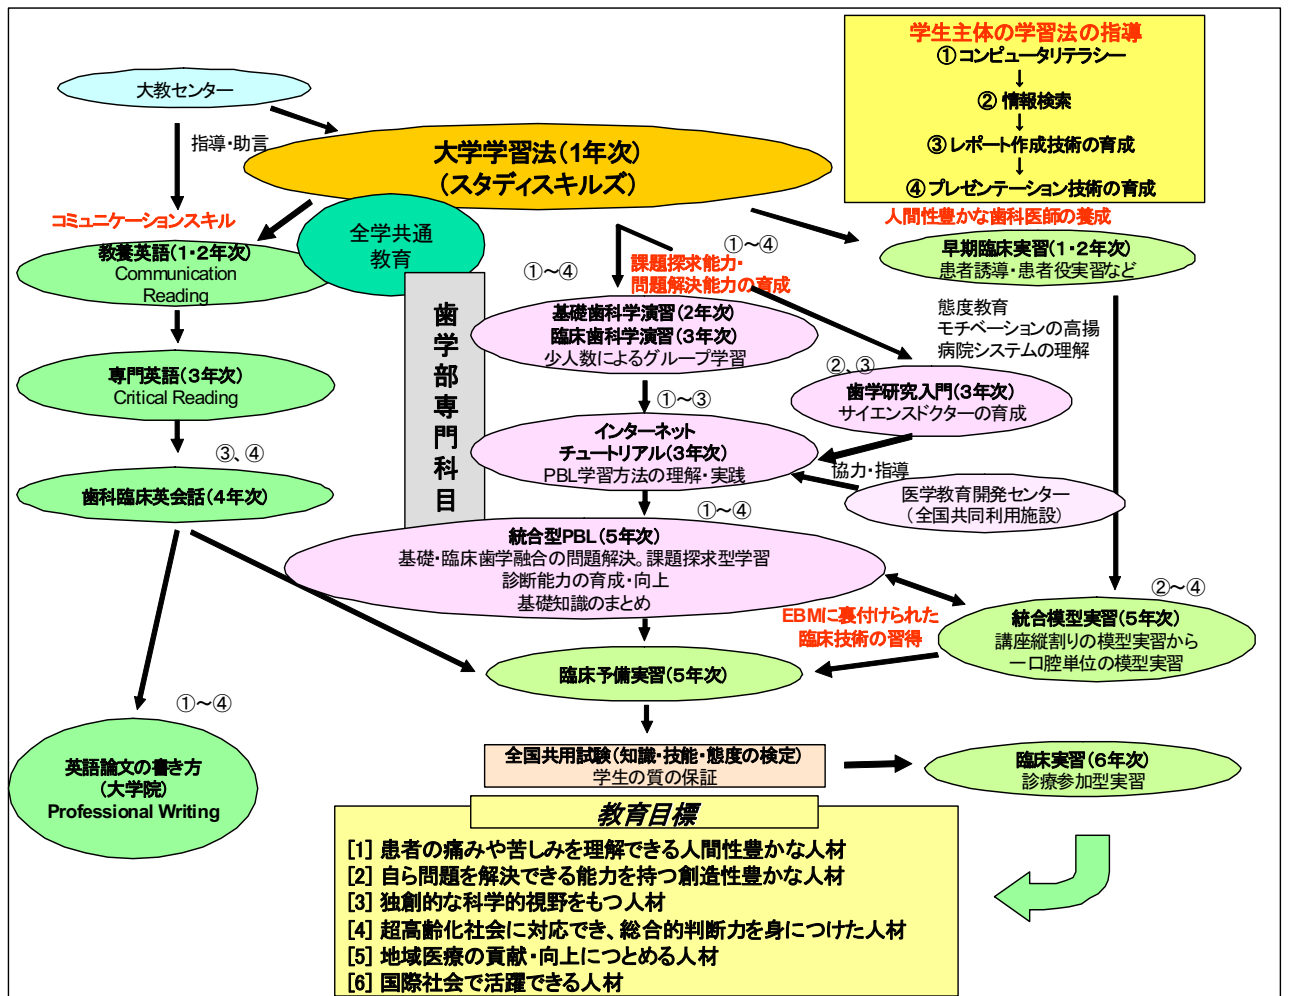 学生主体の学習法の指導
①コンピュータリテラシー
↓
②情報検索
↓
③レポート作成技術の育成
↓
④プレゼンテーション技術の育成
大教センター
指導・助言
大学学習法(1年次)
(スタディスキルズ)
コミュニケーションスキル
教養英語(1・2年次)
Communication
Reading
全学共通
教育
①～④
①～④
課題探求能力・
問題解決能力の育成
人間性豊かな歯科医師の養成
早期臨床実習(1・2年次)
患者誘導・患者役実習など
態度教育
モチベーションの高揚
病院システムの理解
歯学部専門科目
基礎歯科学演習(2年次)
臨床歯科学演習(3年次)
少人数によるグループ学習
専門英語(3年次)
Critical Reading
②、③
歯学研究入門(3年次)
サイエンスドクターの育成
①～③
インターネット
チュートリアル(3年次)
PBL学習方法の理解・実践
協力・指導
医学教育開発センター
(全国共同利用施設)
③、④
歯科臨床英会話(4年次)
①～④
統合型PBL(5年次)
基礎・臨床歯学融合の問題解決。課題探求型学習
診断能力の育成・向上
基礎知識のまとめ
②～④
EBMに裏付けられた
臨床技術の習得
統合模型実習(5年次)
講座縦割りの模型実習から
一口腔単位の模型実習
臨床予備実習(5年次)
①～④
英語論文の書き方
(大学院)
Professional Writing
全国共用試験(知識・技能・態度の検定)
学生の質の保証
臨床実習(6年次)
診療参加型実習
教育目標
[1] 患者の痛みや苦しみを理解できる人間性豊かな人材
[2] 自ら問題を解決できる能力を持つ創造性豊かな人材
[3] 独創的な科学的視野をもつ人材
[4] 超高齢化社会に対応でき、総合的判断力を身につけた人材
[5] 地域医療の貢献・向上につとめる人材
[6] 国際社会で活躍できる人材